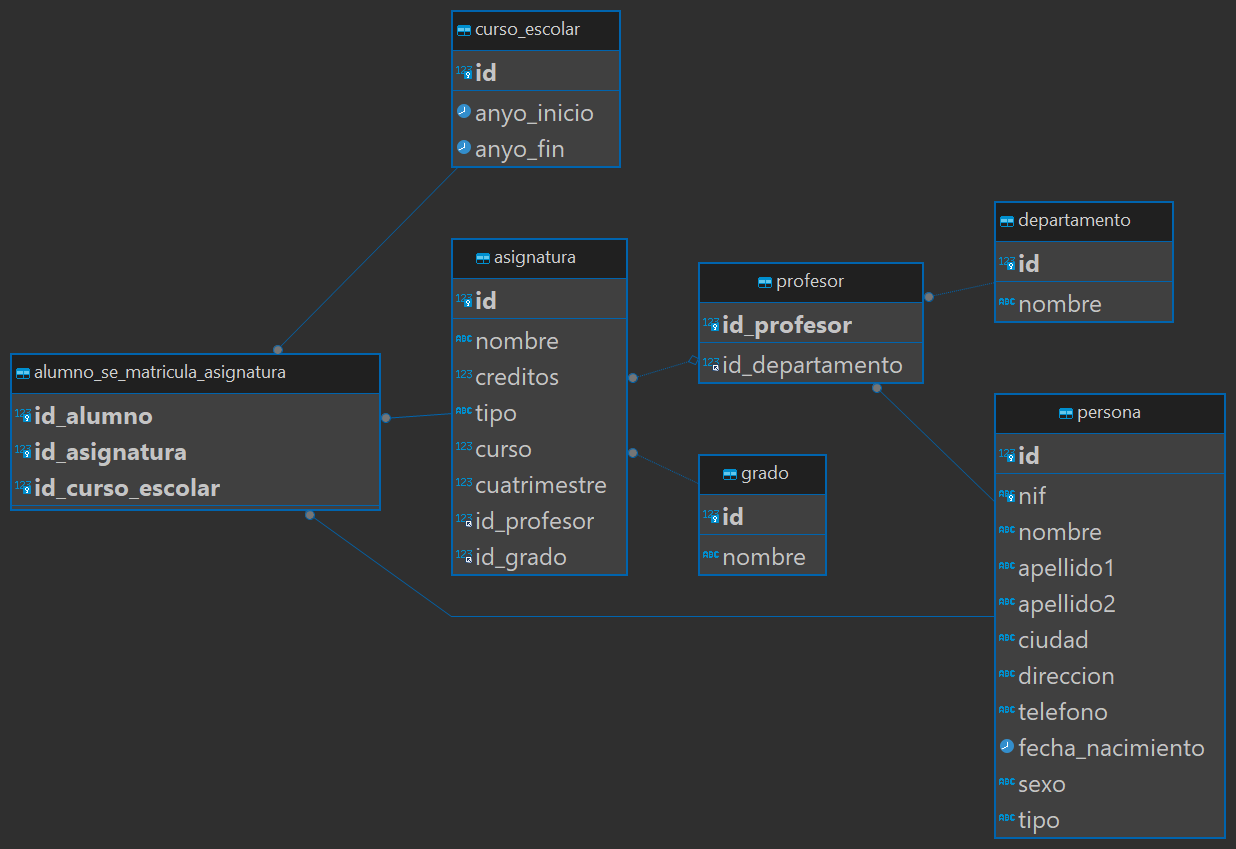 curso_escolar
123 id
anyo_inicio
anyo_fin
asignatura
123 id
ABC nombre
123 creditos
ABC tipo
123 curso
123 cuatrimestre
123 id_profesor
123 id_grado
alumno_se_matricula_asignatura
123 id_alumno
123 id_asignatura
123 id_curso_escolar
profesor
123 id_profesor
123 id_departamento
grado
123 id
ABC nombre
departamento
123 id
ABC nombre
persona
123 id
ABC nif
ABC nombre
ABC apellido1
ABC apellido2
ABC ciudad
ABC direccion
ABC telefono
fecha_nacimiento
ABC sexo
ABC tipo